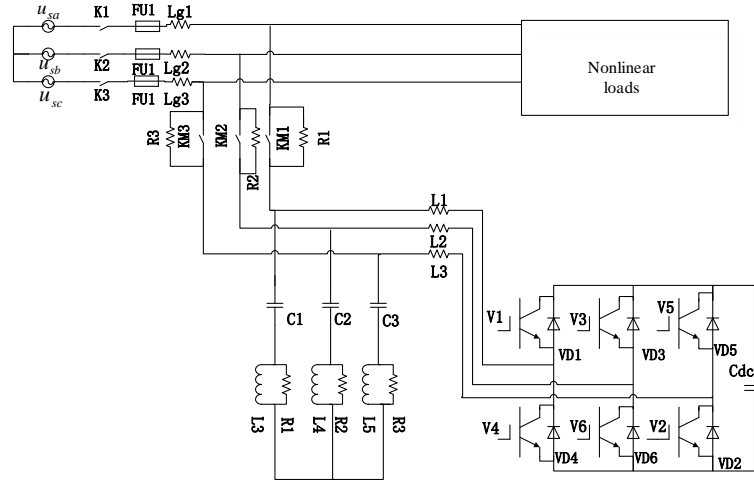 usa
K1
FU1
Lg1
usb
K2
FU1
Lg2
usc
K3
FU1
Lg3
Nonlinear
loads
R3
KM3
KM2
R2
KM1
R1
L1
L2
L3
C1
C2
C3
L3
R1
L4
R2
L5
R3
V1
VD1
V3
VD3
V5
VD5
Cdc
V4
VD4
V6
VD6
V2
VD2